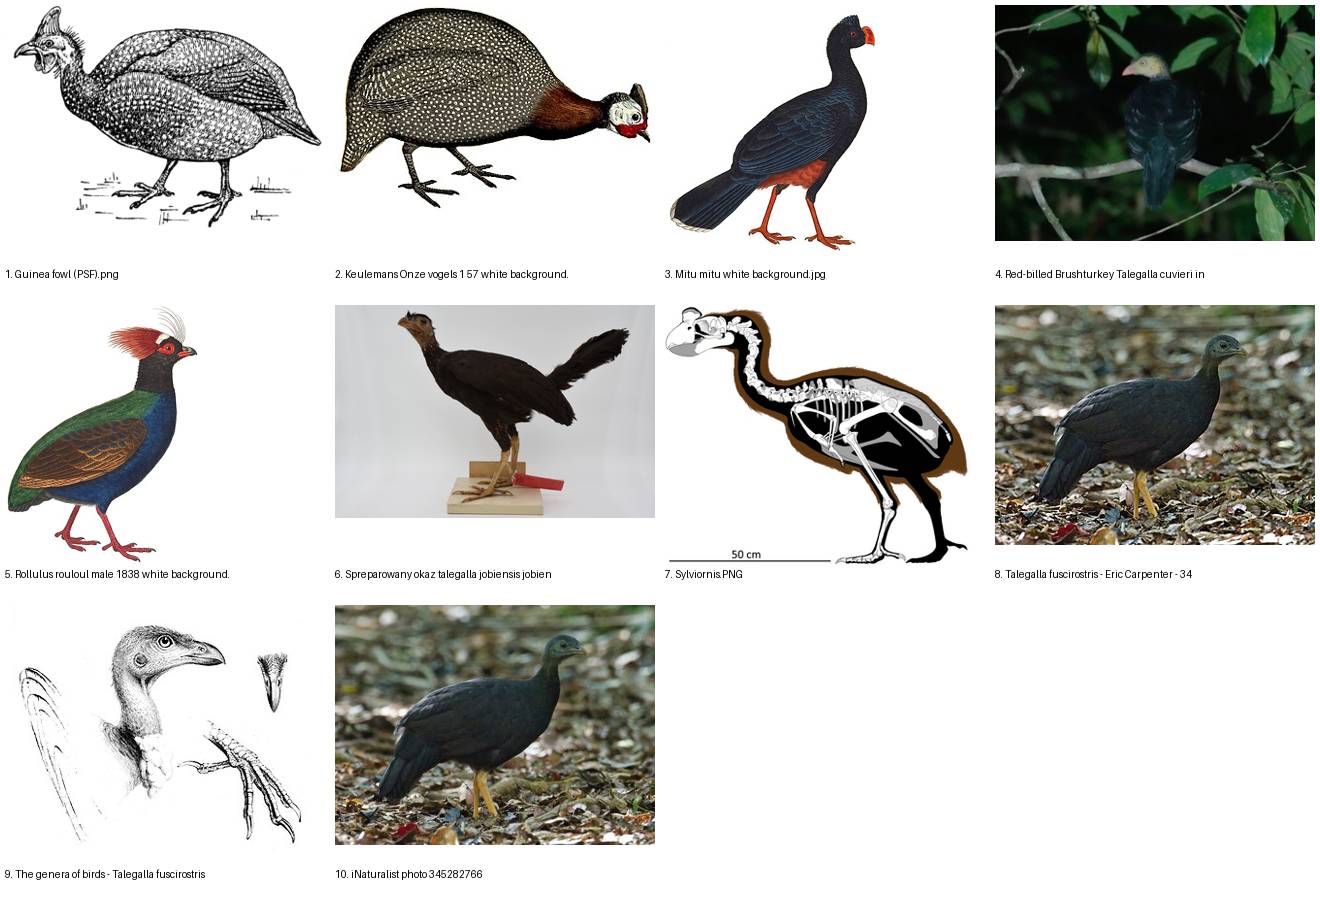 1. Guinea fowl (PSF).png
2. Keulemans Onze vogels 1 57 white background.
3. Mitu mitu white background.jpg
4. Red-billed Brushturkey Talegalla cuvieri in
50 cm
5. Rollulus rouloul male 1838 white background.
6. Spreparowany okaz talegalla jobiensis jobien
7. Sylviornis.PNG
8. Talegalla fuscirostris - Eric Carpenter - 34
9. The genera of birds - Talegalla fuscirostris
10. iNaturalist photo 345282766